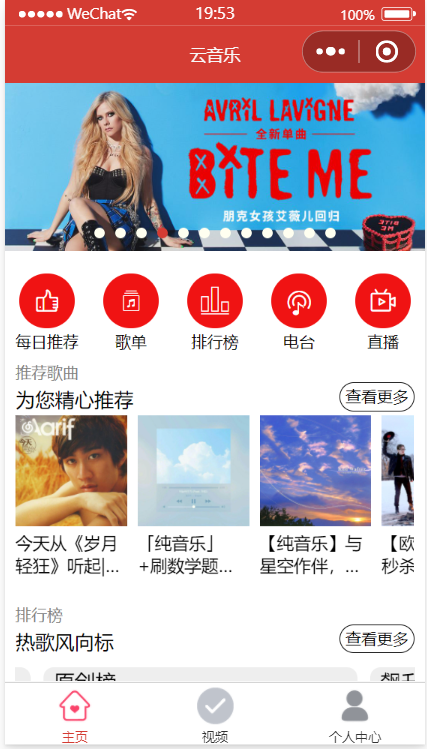 WeChat 19:53 100%
云音乐
AVRIL LAVIGNE
全新单曲
BITE ME
朋克女孩艾薇儿回归
BITE ME
每日推荐 歌单 排行榜 电台 直播
推荐歌曲
为您精心推荐 查看更多
arif
今天
今天从《岁月 「纯音乐」 【纯音乐】与 【欧
轻狂》听起|... +刷数学题... 星空作伴，... 秒杀
排行榜
热歌风向标 查看更多
原创榜 飙升
主页 视频 个人中心